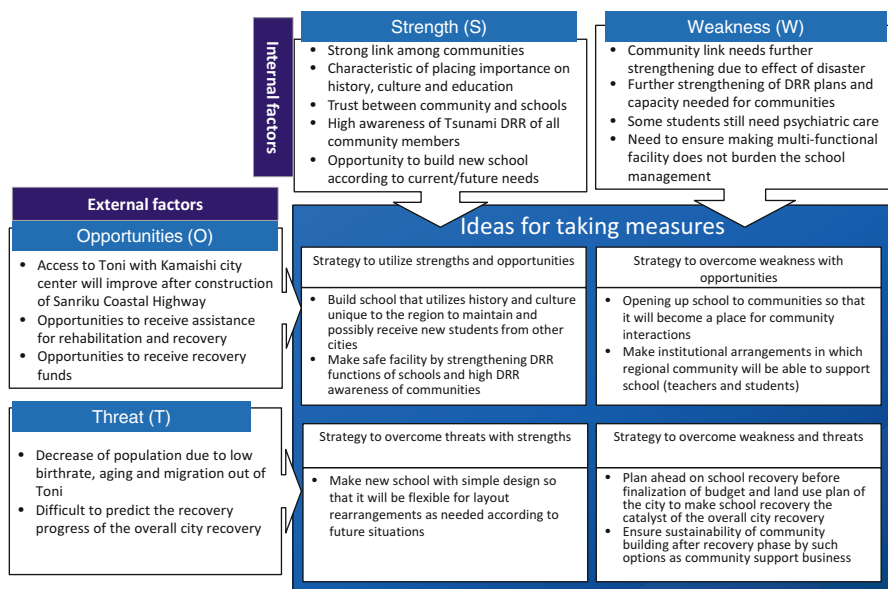 Internal factors
Strength (S)
• Strong link among communities
• Characteristic of placing importance on
history, culture and education
• Trust between community and schools
• High awareness of Tsunami DRR of all
community members
• Opportunity to build new school
according to current/future needs
Weakness (W)
• Community link needs further
strengthening due to effect of disaster
• Further strengthening of DRR plans and
capacity needed for communities
• Some students still need psychiatric care
• Need to ensure making multi-functional
facility does not burden the school
management
External factors
Opportunities (O)
• Access to Toni with Kamaishi city
center will improve after construction of
Sanriku Coastal Highway
• Opportunities to receive assistance
for rehabilitation and recovery
• Opportunities to receive recovery
funds
Threat (T)
• Decrease of population due to low
birthrate, aging and migration out of
Toni
• Difficult to predict the recovery
progress of the overall city recovery
Ideas for taking measures
Strategy to utilize strengths and opportunities
• Build school that utilizes history and culture
unique to the region to maintain and
possibly receive new students from other
cities
• Make safe facility by strengthening DRR
functions of schools and high DRR
awareness of communities
Strategy to overcome weakness with
opportunities
• Opening up school to communities so that
it will become a place for community
interactions
• Make institutional arrangements in which
regional community will be able to support
school (teachers and students)
Strategy to overcome threats with strengths
• Make new school with simple design so
that it will be flexible for layout
rearrangements as needed according to
future situations
Strategy to overcome weakness and threats
• Plan ahead on school recovery before
finalization of budget and land use plan of
the city to make school recovery the
catalyst of the overall city recovery
• Ensure sustainability of community
building after recovery phase by such
options as community support business